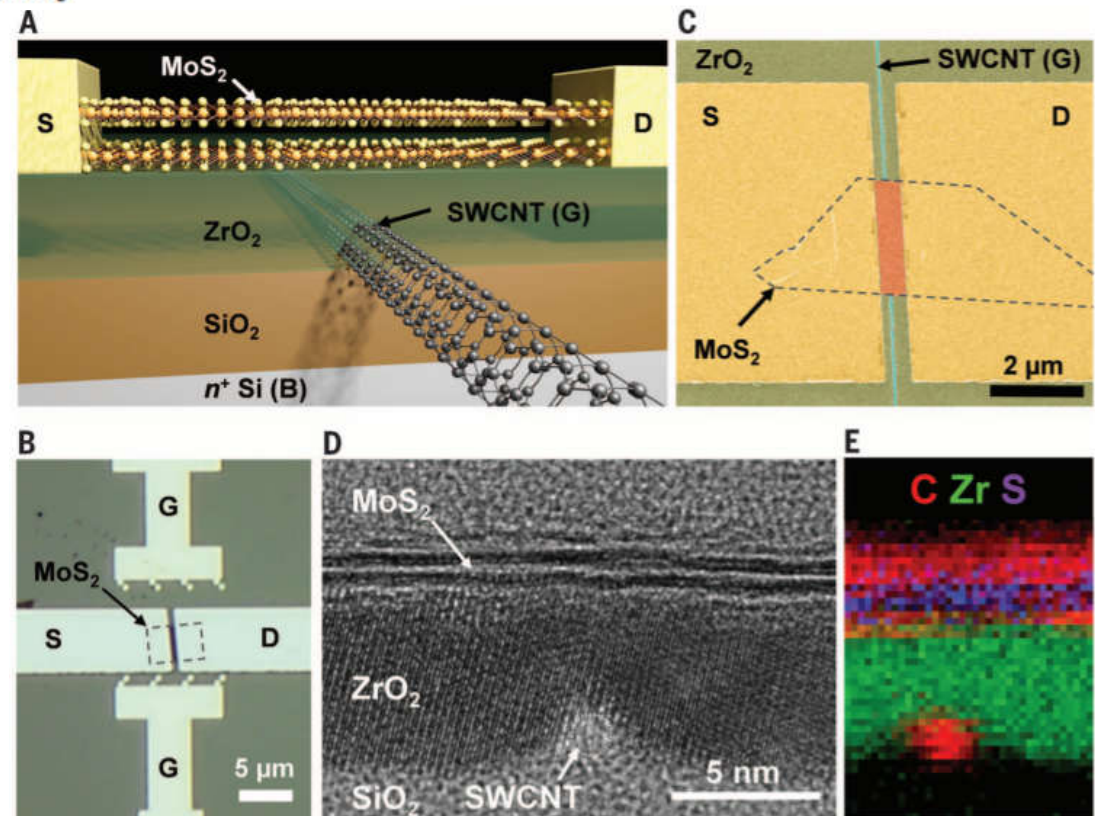 A
MoS₂
S
D
SWCNT (G)
ZrO₂
SiO₂
n⁺ Si (B)
C
ZrO₂
SWCNT (G)
S
D
MoS₂
2 μm
B
G
MoS₂
S
D
G
5 μm
D
MoS₂
ZrO₂
SiO₂
SWCNT
5 nm
E
C Zr S